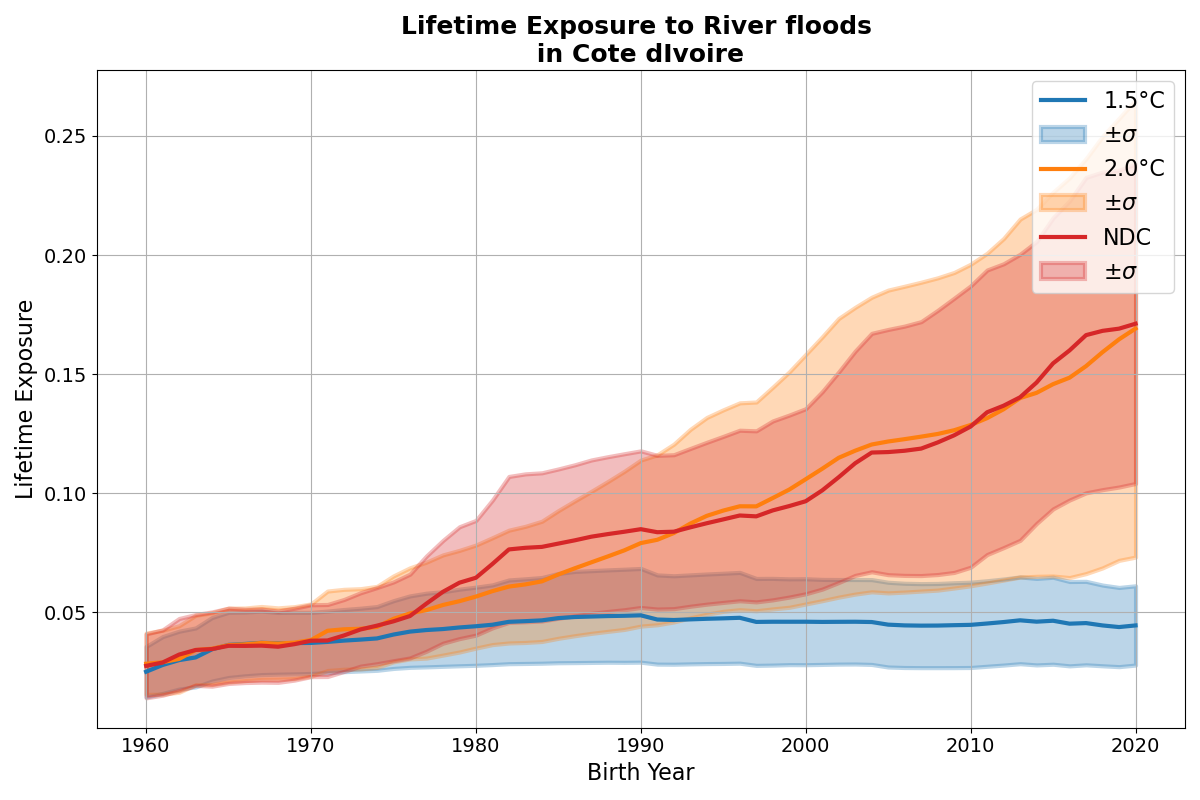 Lifetime Exposure to River floods
in Cote dIvoire
1.5°C
±σ
2.0°C
±σ
NDC
±σ
Lifetime Exposure
0.25
0.20
0.15
0.10
0.05
1960 1970 1980 1990 2000 2010 2020
Birth Year